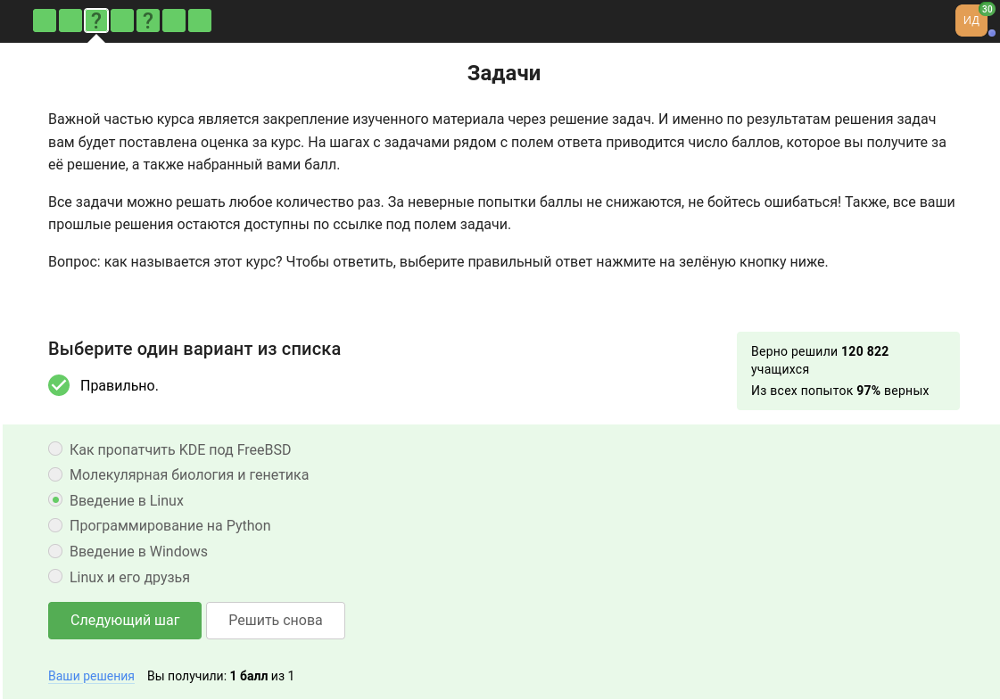 ? ?
ИД 30
Задачи
Важной частью курса является закрепление изученного материала через решение задач. И именно по результатам решения задач
вам будет поставлена оценка за курс. На шагах с задачами рядом с полем ответа приводится число баллов, которое вы получите за
её решение, а также набранный вами балл.
Все задачи можно решать любое количество раз. За неверные попытки баллы не снижаются, не бойтесь ошибаться! Также, все ваши
прошлые решения остаются доступны по ссылке под полем задачи.
Вопрос: как называется этот курс? Чтобы ответить, выберите правильный ответ нажмите на зелёную кнопку ниже.
Выберите один вариант из списка
Правильно.
Верно решили 120 822
учащихся
Из всех попыток 97% верных
Как пропатчить KDE под FreeBSD
Молекулярная биология и генетика
Введение в Linux
Программирование на Python
Введение в Windows
Linux и его друзья
Следующий шаг Решить снова
Ваши решения Вы получили: 1 балл из 1